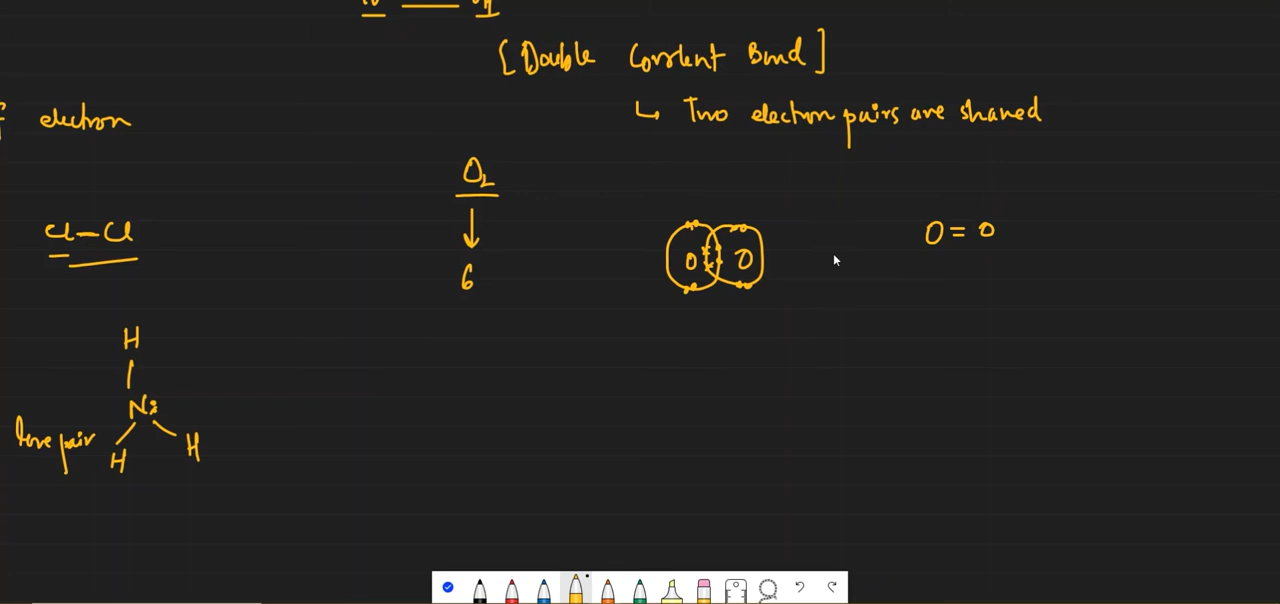 [Double Covalent Bond]
electron
↳ Two electron pairs are shared
O₂
↓
6
Cl–Cl
O O
O = O
H
N:
lone pair
H
H